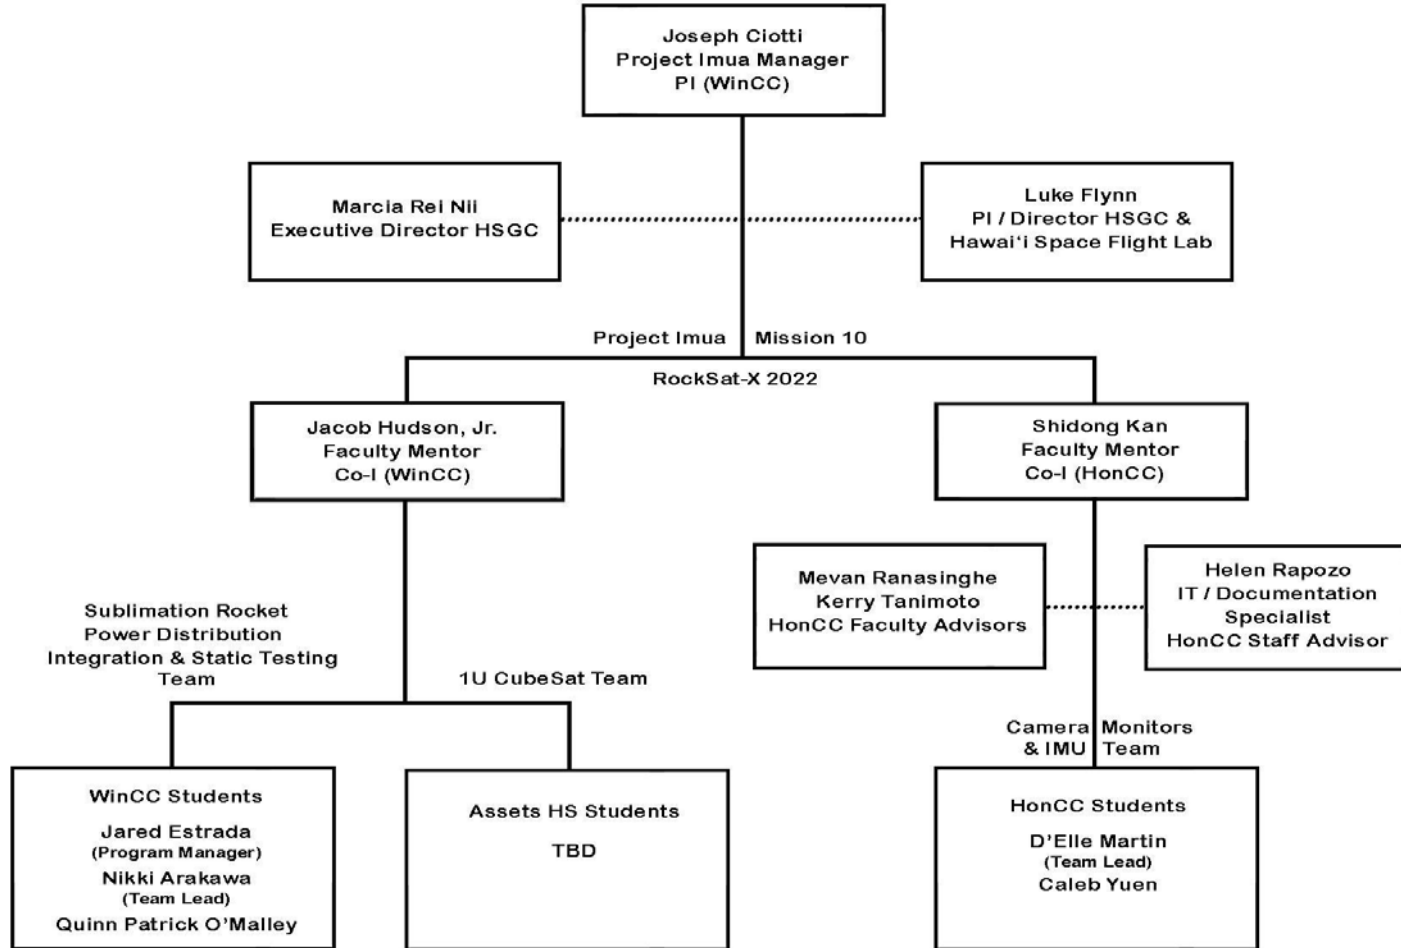 Joseph Ciotti
Project Imua Manager
PI (WinCC)
Marcia Rei Nii
Executive Director HSGC
Luke Flynn
PI / Director HSGC &
Hawaiʻi Space Flight Lab
Project Imua Mission 10
RockSat-X 2022
Jacob Hudson, Jr.
Faculty Mentor
Co-I (WinCC)
Shidong Kan
Faculty Mentor
Co-I (HonCC)
Mevan Ranasinghe
Kerry Tanimoto
HonCC Faculty Advisors
Helen Rapozo
IT / Documentation
Specialist
HonCC Staff Advisor
Sublimation Rocket
Power Distribution
Integration & Static Testing
Team
1U CubeSat Team
Camera Monitors
& IMU Team
WinCC Students
Jared Estrada
(Program Manager)
Nikki Arakawa
(Team Lead)
Quinn Patrick O’Malley
Assets HS Students
TBD
HonCC Students
D’Elle Martin
(Team Lead)
Caleb Yuen